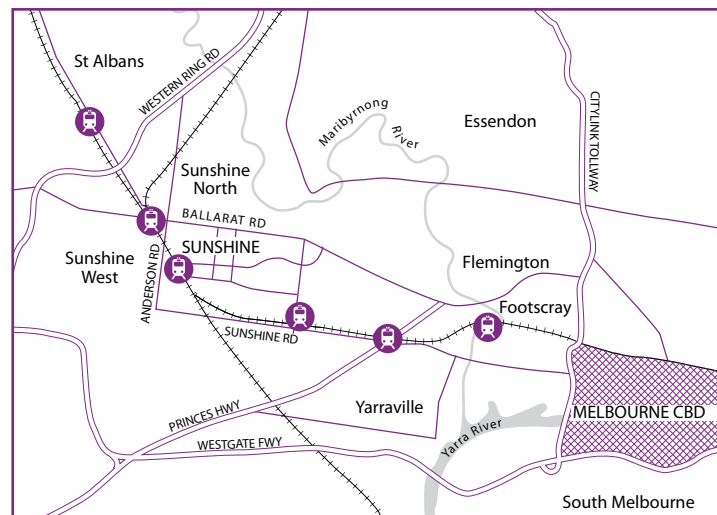 St Albans
WESTERN RING RD
Maribyrnong
River
Essendon
CITYLINK TOLLWAY
Sunshine
North
BALLARAT RD
SUNSHINE
Sunshine
West
ANDERSON RD
Flemington
Footscray
SUNSHINE RD
PRINCES HWY
Yarraville
MELBOURNE CBD
WESTGATE FWY
Yarra River
South Melbourne